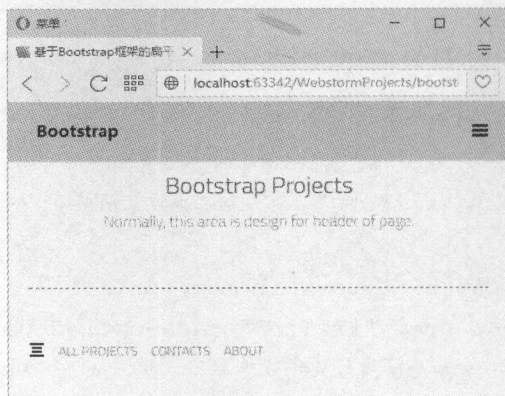 菜单
基于Bootstrap框架的扁平
localhost:63342/WebstormProjects/bootst
Bootstrap
Bootstrap Projects
Normally, this area is design for header of page.
ALL PROJECTS CONTACTS ABOUT